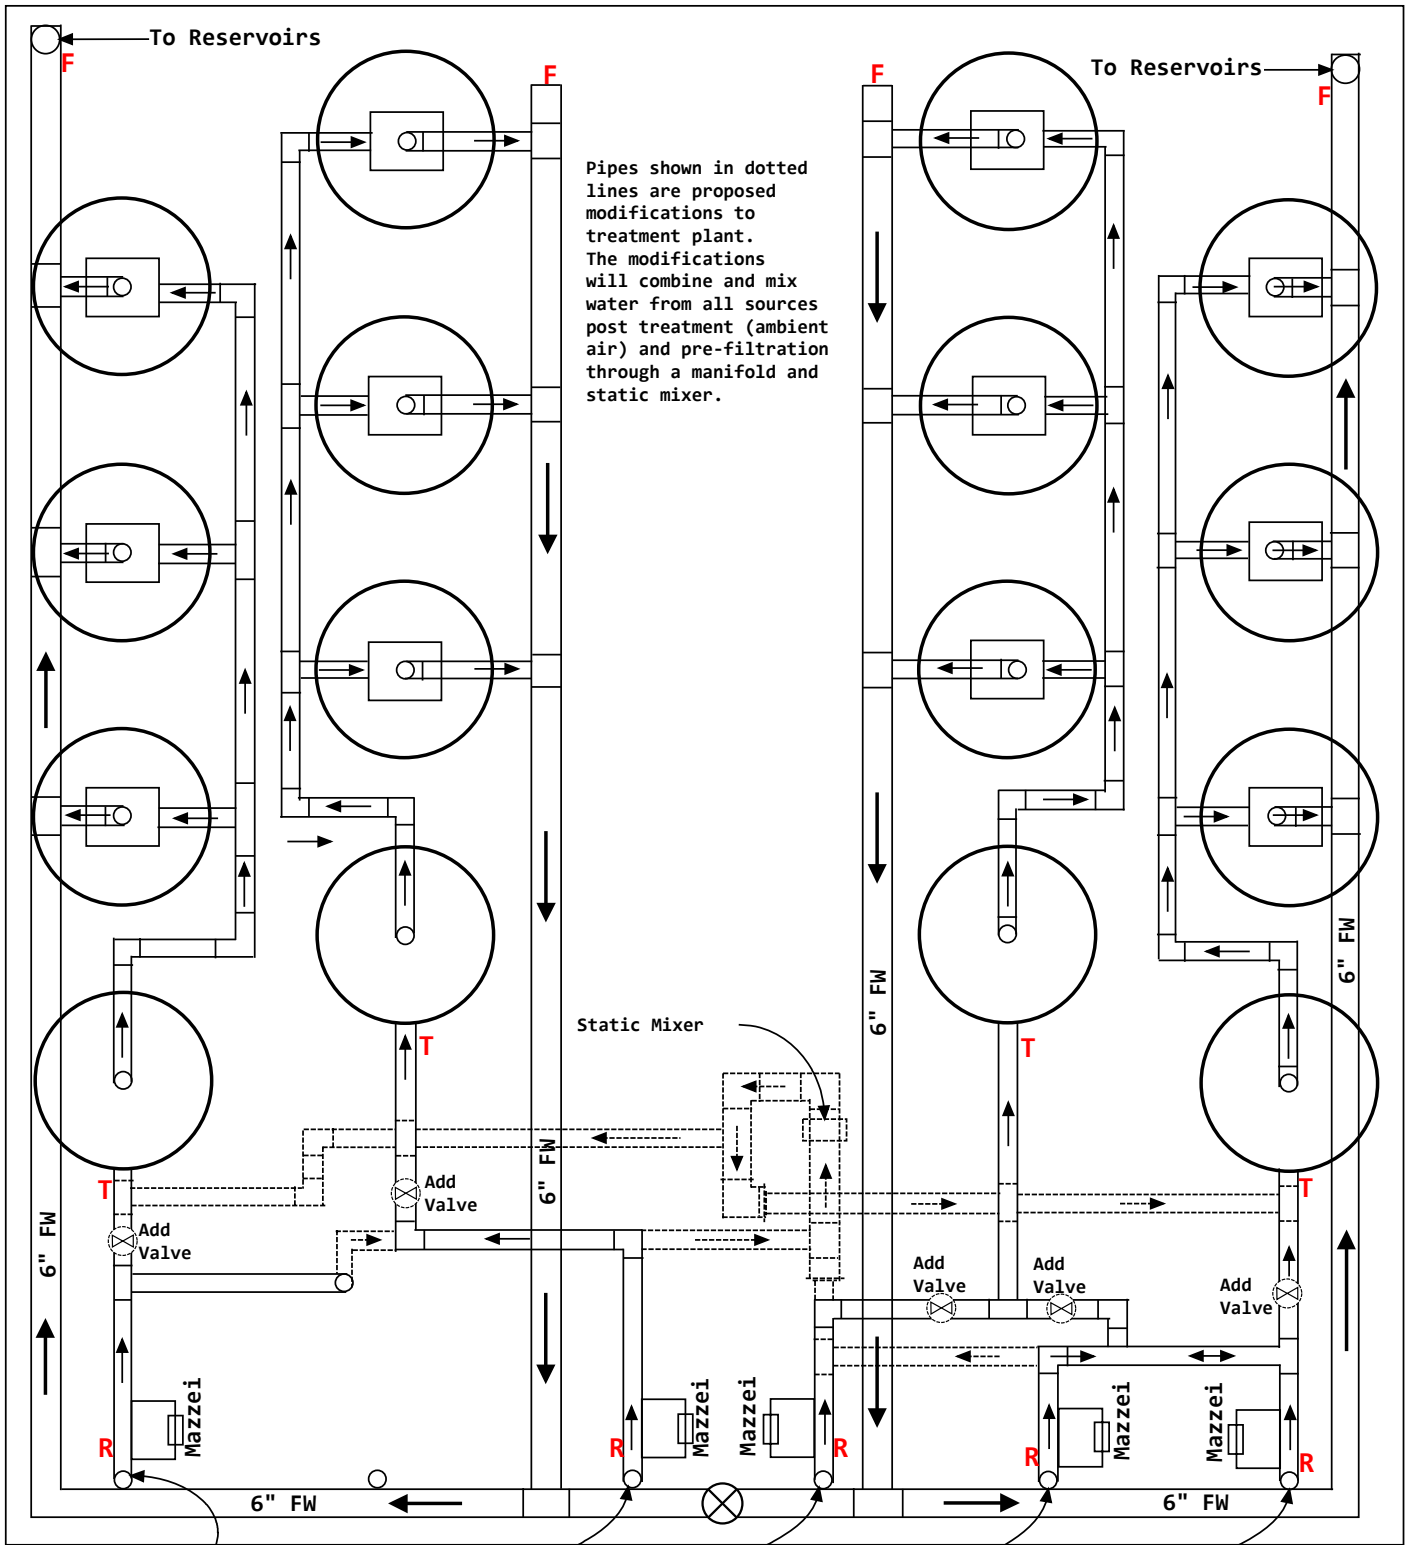 To Reservoirs
F
F
F
To Reservoirs
F
Pipes shown in dotted
lines are proposed
modifications to
treatment plant.
The modifications
will combine and mix
water from all sources
post treatment (ambient
air) and pre-filtration
through a manifold and
static mixer.
6" FW
6" FW
Static Mixer
T
T
6" FW
T
T
Add
Valve
Add
Valve
6" FW
Add
Valve
Add
Valve
Add
Valve
Mazzei
Mazzei
Mazzei
Mazzei
Mazzei
R
R
R
R
R
6" FW
6" FW